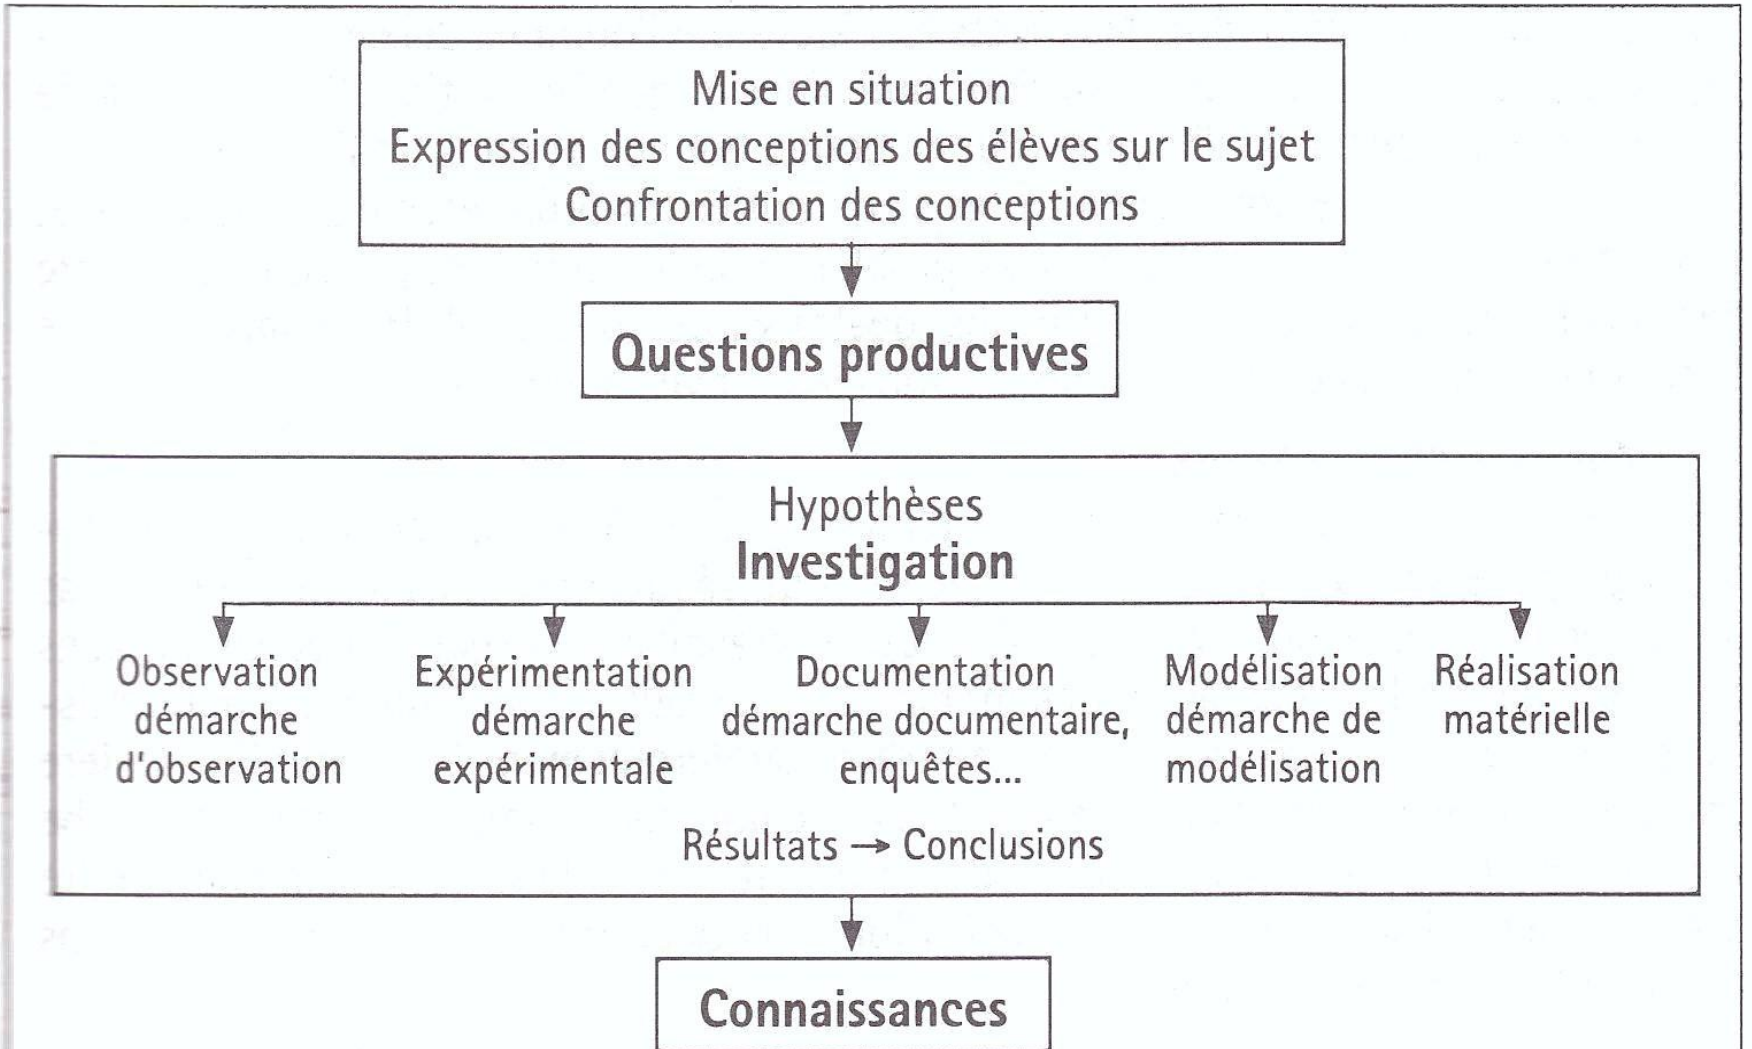 Mise en situation
Expression des conceptions des élèves sur le sujet
Confrontation des conceptions
Questions productives
Hypothèses
Investigation
Observation
démarche
d'observation
Expérimentation
démarche
expérimentale
Documentation
démarche documentaire,
enquêtes...
Modélisation
démarche de
modélisation
Réalisation
matérielle
Résultats → Conclusions
Connaissances